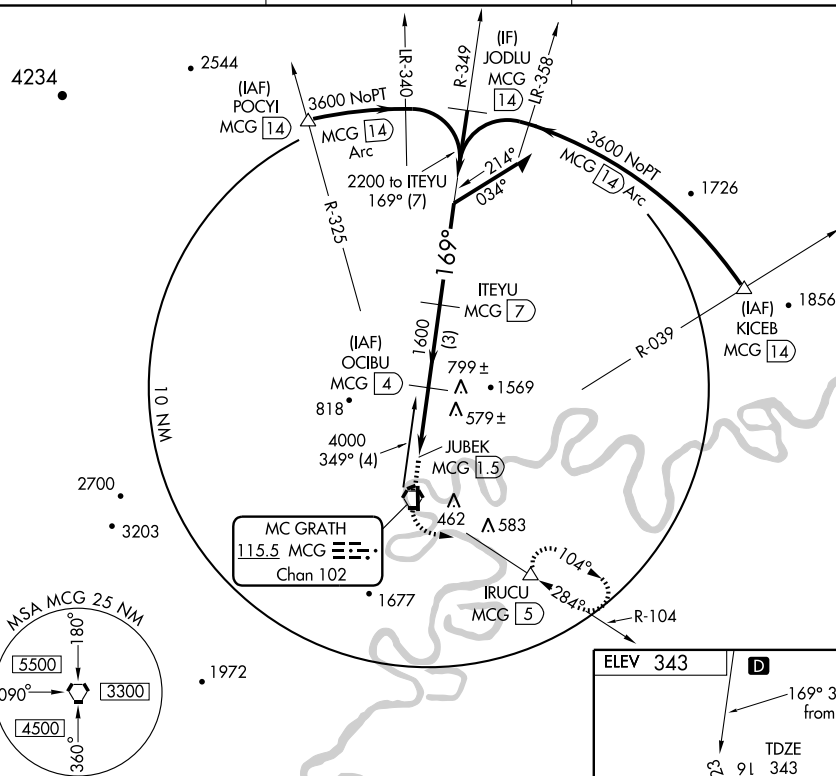 4234
2544
(IAF)
POCYI
MCG 14
3600 NoPT
MCG 14
Arc
LR-340
R-349
(IF)
JODLU
MCG
14
LR-358
3600 NoPT
MCG 14 Arc
1726
2200 to ITEYU
169° (7)
214°
034°
R-325
169°
ITEYU
MCG 7
1856
(IAF)
KICEB
MCG 14
R-039
1600
(3)
(IAF)
OCIBU
MCG 4
799 ±
1569
818
579 ±
10 NM
4000
349° (4)
JUBEK
MCG 1.5
2700
3203
MC GRATH
115.5 MCG
Chan 102
462
583
104°
284°
IRUCU
MCG 5
R-104
1677
1972
MSA MCG 25 NM
180°
5500
090°
3300
4500
360°
ELEV 343
D
169° 3
from
TDZE
343
23
91